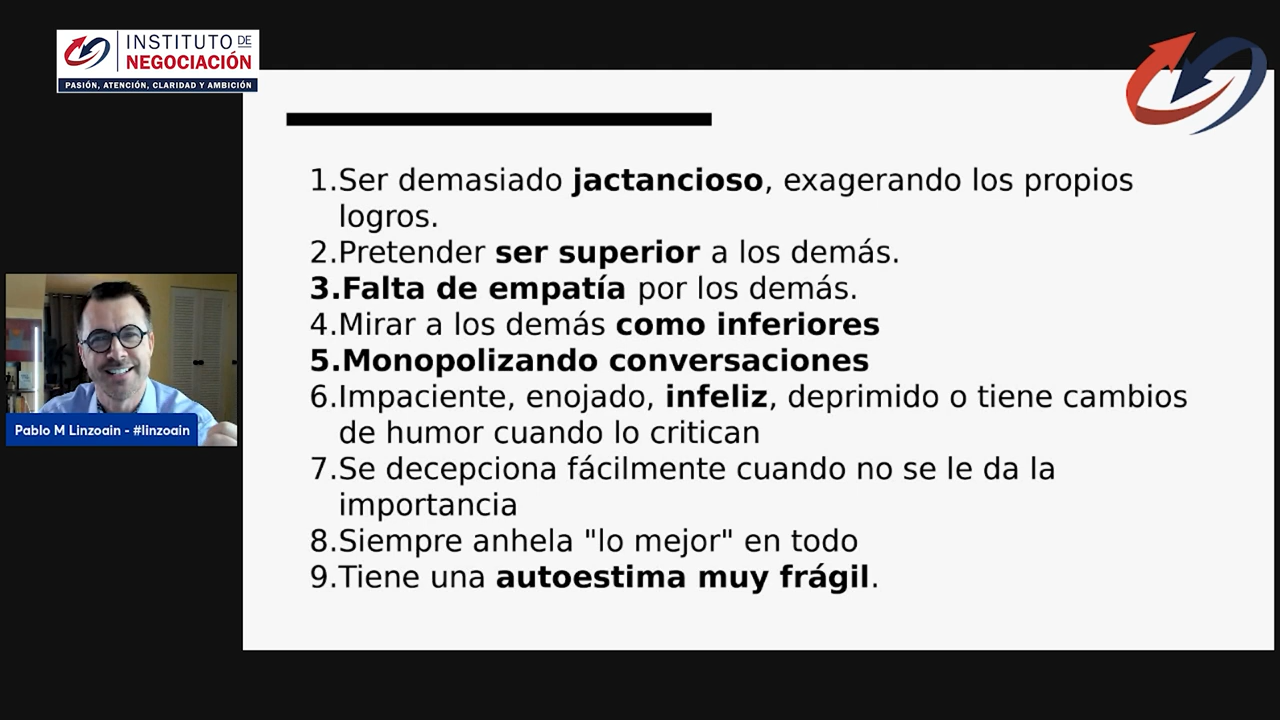 INSTITUTO DE
NEGOCIACIÓN
PASIÓN, ATENCIÓN, CLARIDAD Y AMBICIÓN
1.Ser demasiado jactancioso, exagerando los propios
logros.
2.Pretender ser superior a los demás.
3.Falta de empatía por los demás.
4.Mirar a los demás como inferiores
5.Monopolizando conversaciones
6.Impaciente, enojado, infeliz, deprimido o tiene cambios
de humor cuando lo critican
7.Se decepciona fácilmente cuando no se le da la
importancia
8.Siempre anhela "lo mejor" en todo
9.Tiene una autoestima muy frágil.
Pablo M Linzoain - #linzoain